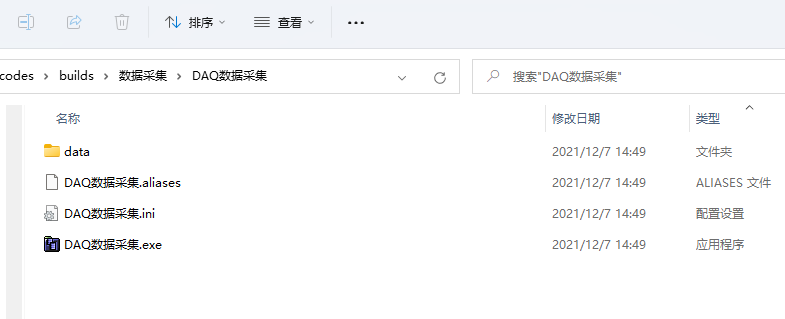 排序 查看
codes > builds > 数据采集 > DAQ数据采集 搜索"DAQ数据采集"
名称 修改日期 类型
data 2021/12/7 14:49 文件夹
DAQ数据采集.aliases 2021/12/7 14:49 ALIASES 文件
DAQ数据采集.ini 2021/12/7 14:49 配置设置
DAQ数据采集.exe 2021/12/7 14:49 应用程序